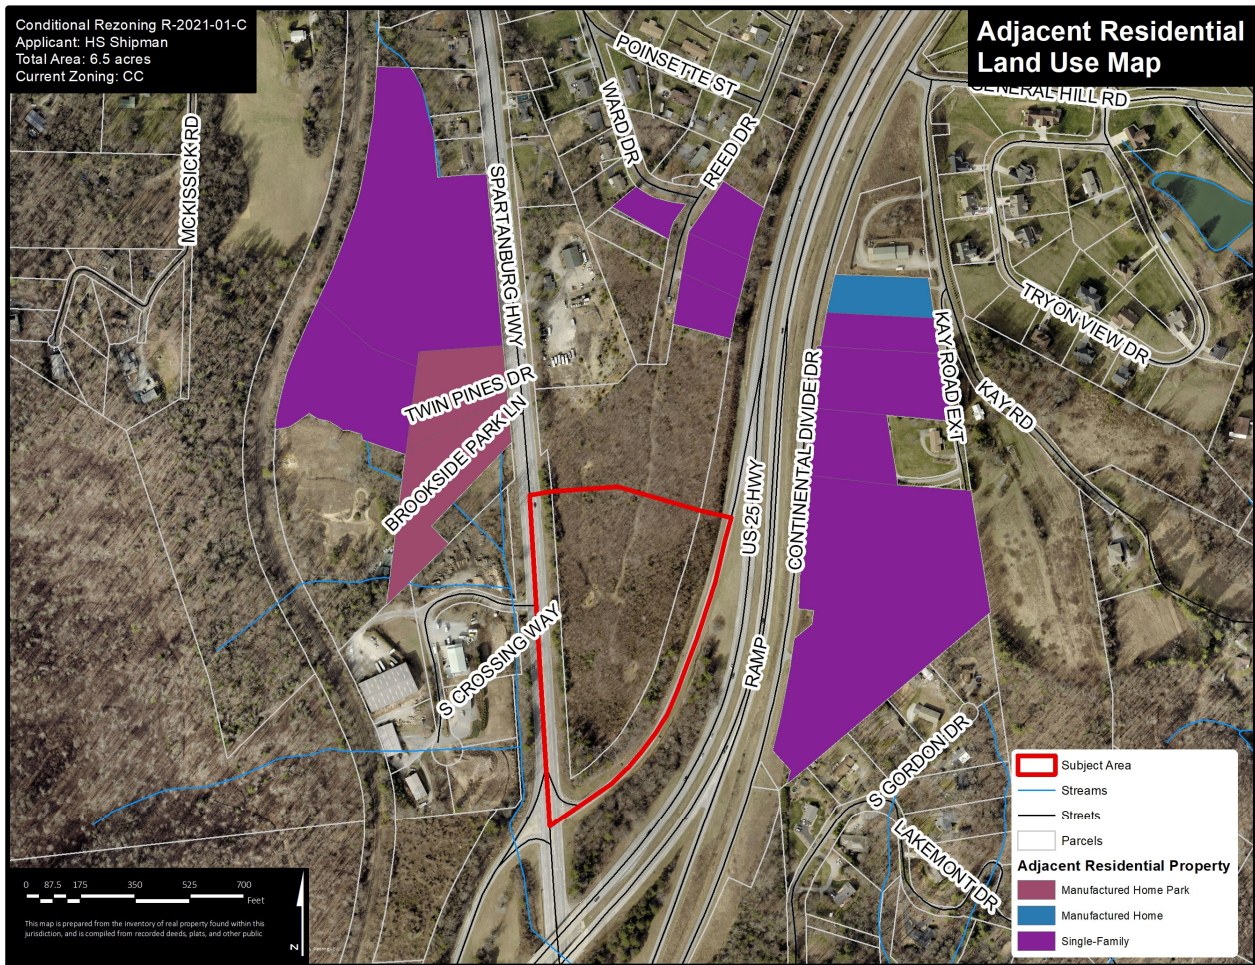 Conditional Rezoning R-2021-01-C
Applicant: HS Shipman
Total Area: 6.5 acres
Current Zoning: CC
Adjacent Residential
Land Use Map
POINSETTE ST
WARD DR
REED DR
GENERAL HILL RD
MCKISSICK RD
SPARTANBURG HWY
TRYON VIEW DR
KAY ROAD EXT
KAY RD
TWIN PINES DR
BROOKSIDE PARK LN
CONTINENTAL DIVIDE DR
US-25 HWY
S CROSSING WAY
RAMP
S GORDON DR
LAKEMONT DR
Subject Area
Streams
Streets
Parcels
Adjacent Residential Property
Manufactured Home Park
Manufactured Home
Single-Family
0 87.5 175 350 525 700
Feet
This map is prepared from the inventory of real property found within this
jurisdiction, and is compiled from recorded deeds, plats, and other public
N